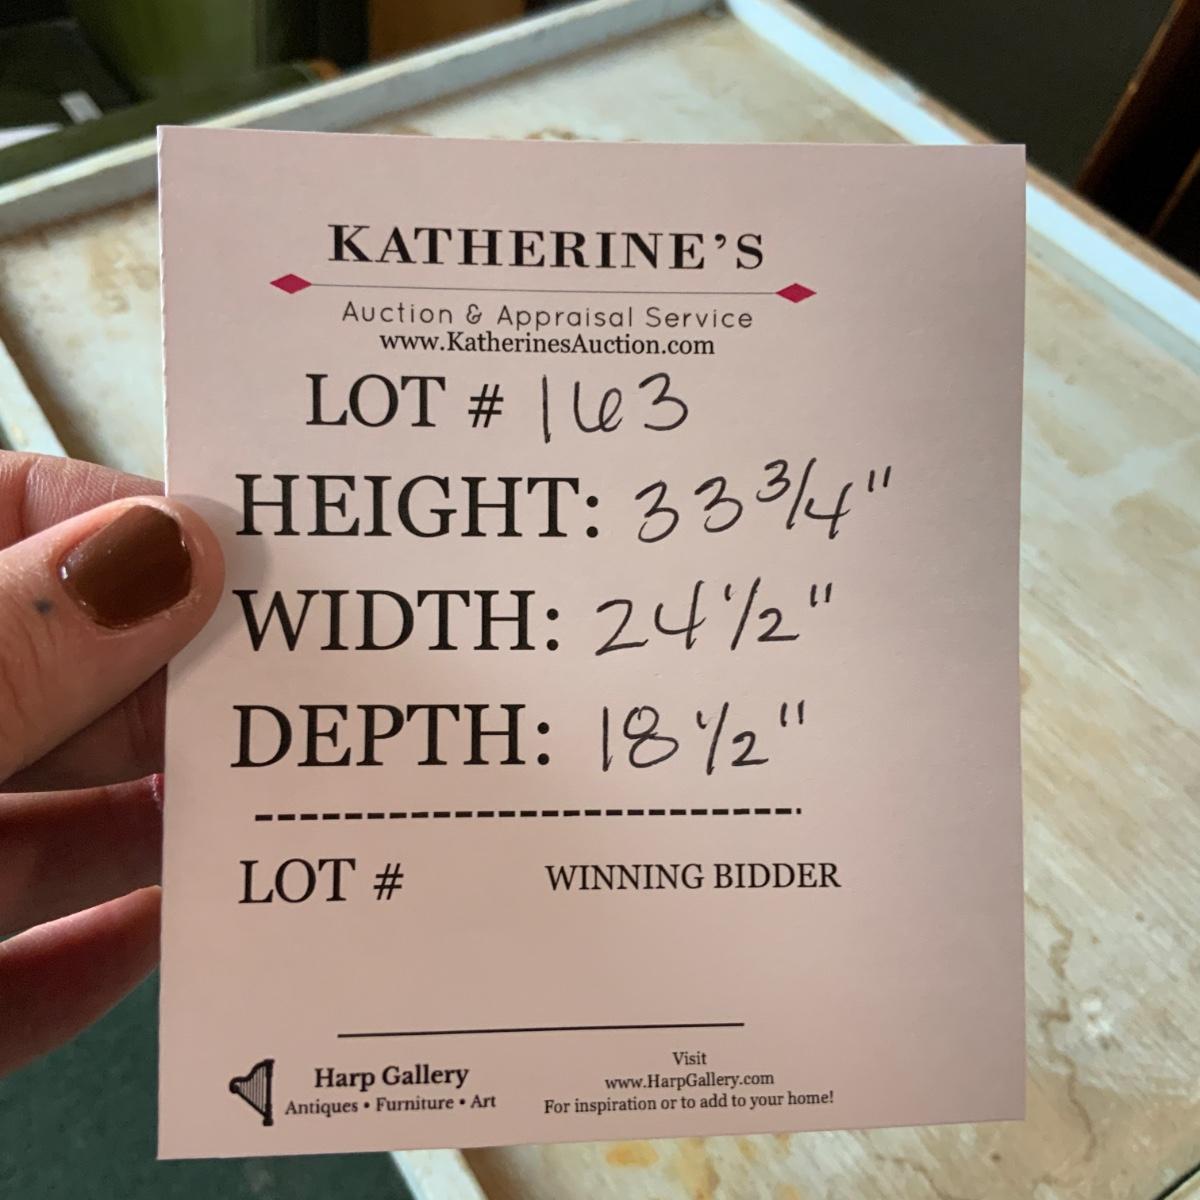 KATHERINE'S
Auction & Appraisal Service
www.KatherinesAuction.com
LOT # 163
HEIGHT: 33 3/4"
WIDTH: 24 1/2"
DEPTH: 18 1/2"
LOT # WINNING BIDDER
Harp Gallery
Antiques • Furniture • Art
Visit
www.HarpGallery.com
For inspiration or to add to your home!